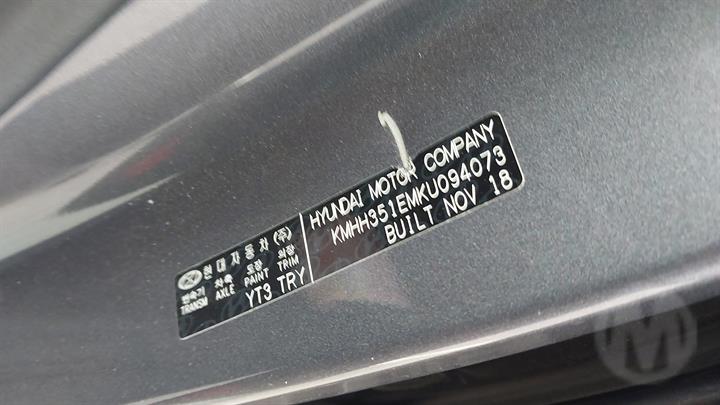 현대자동차(주)
변속기 차축 도장 외장
TRANSM AXLE PAINT TRIM
YT3 TRY
HYUNDAI MOTOR COMPANY
KMHH351EMKU094073
BUILT NOV 18
M